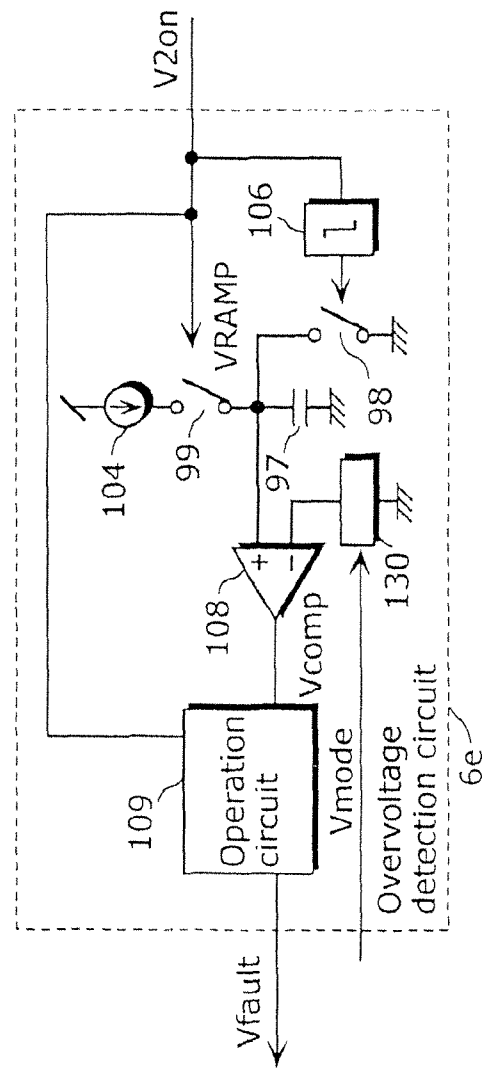 Vfault
109
Operation
circuit
108
Vcomp
Vmode
Overvoltage
detection circuit
6e
104
99
VRAMP
97
98
130
106
V2on
+
−